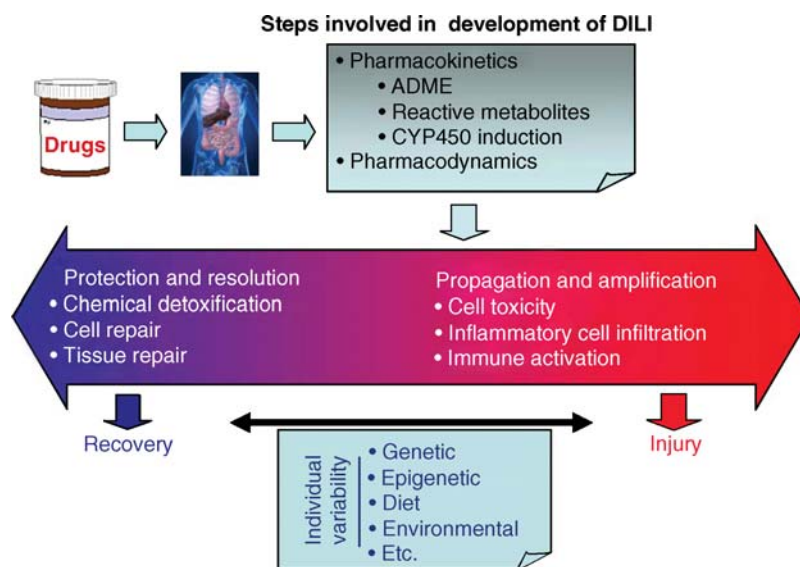 Steps involved in development of DILI
Drugs
• Pharmacokinetics
• ADME
• Reactive metabolites
• CYP450 induction
• Pharmacodynamics
Protection and resolution
• Chemical detoxification
• Cell repair
• Tissue repair
Propagation and amplification
• Cell toxicity
• Inflammatory cell infiltration
• Immune activation
Recovery
Injury
Individual
variability
• Genetic
• Epigenetic
• Diet
• Environmental
• Etc.